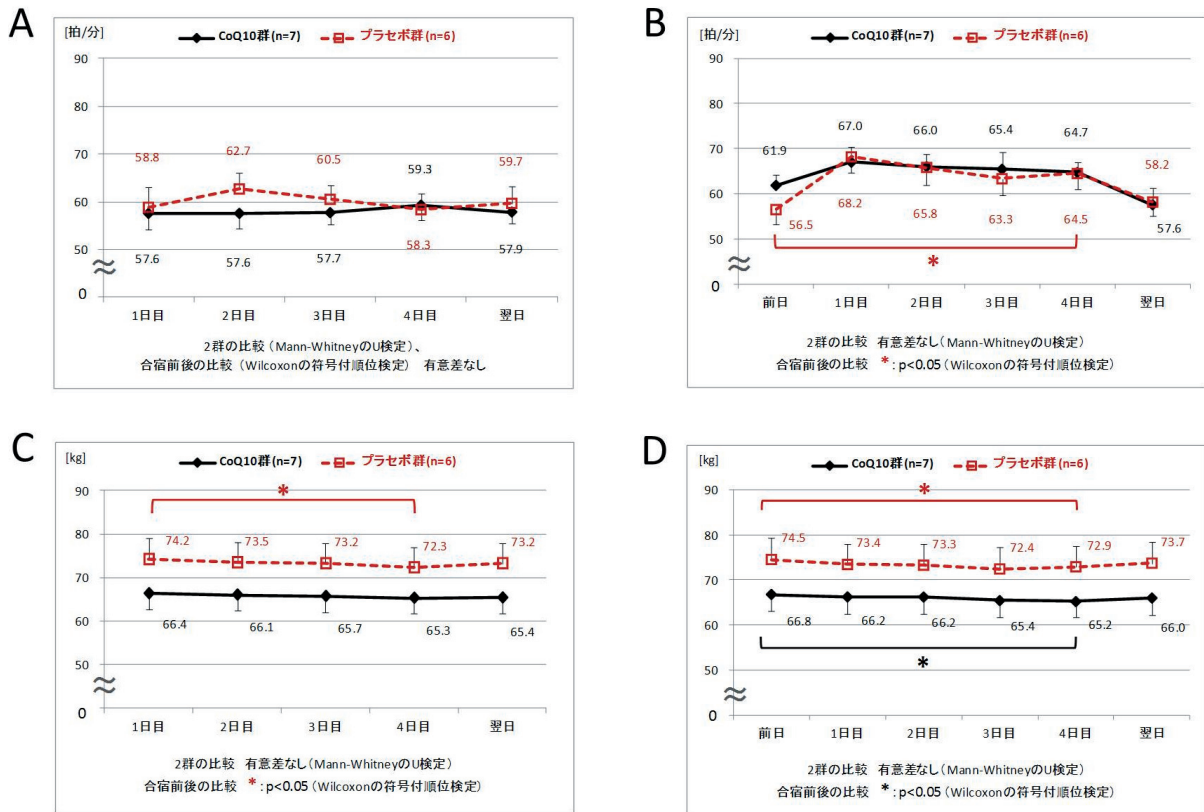 A
[拍/分]
CoQ10群(n=7) プラセボ群(n=6)
90
80
70
60
50
0
58.8 62.7 60.5 59.3 59.7
57.6 57.6 57.7 58.3 57.9
1日目 2日目 3日目 4日目 翌日
2群の比較(Mann-WhitneyのU検定)、
合宿前後の比較(Wilcoxonの符号付順位検定) 有意差なし
B
[拍/分]
CoQ10群(n=7) プラセボ群(n=6)
90
80
70
60
50
0
61.9 67.0 66.0 65.4 64.7 58.2
56.5 68.2 65.8 63.3 64.5 57.6
*
前日 1日目 2日目 3日目 4日目 翌日
2群の比較 有意差なし(Mann-WhitneyのU検定)
合宿前後の比較 *:p<0.05(Wilcoxonの符号付順位検定)
C
[kg]
CoQ10群(n=7) プラセボ群(n=6)
90
80
70
60
50
0
*
74.2 73.5 73.2 72.3 73.2
66.4 66.1 65.7 65.3 65.4
1日目 2日目 3日目 4日目 翌日
2群の比較 有意差なし(Mann-WhitneyのU検定)
合宿前後の比較 *:p<0.05(Wilcoxonの符号付順位検定)
D
[kg]
CoQ10群(n=7) プラセボ群(n=6)
90
80
70
60
50
0
*
74.5 73.4 73.3 72.4 72.9 73.7
66.8 66.2 66.2 65.4 65.2 66.0
*
前日 1日目 2日目 3日目 4日目 翌日
2群の比較 有意差なし(Mann-WhitneyのU検定)
合宿前後の比較 *:p<0.05(Wilcoxonの符号付順位検定)